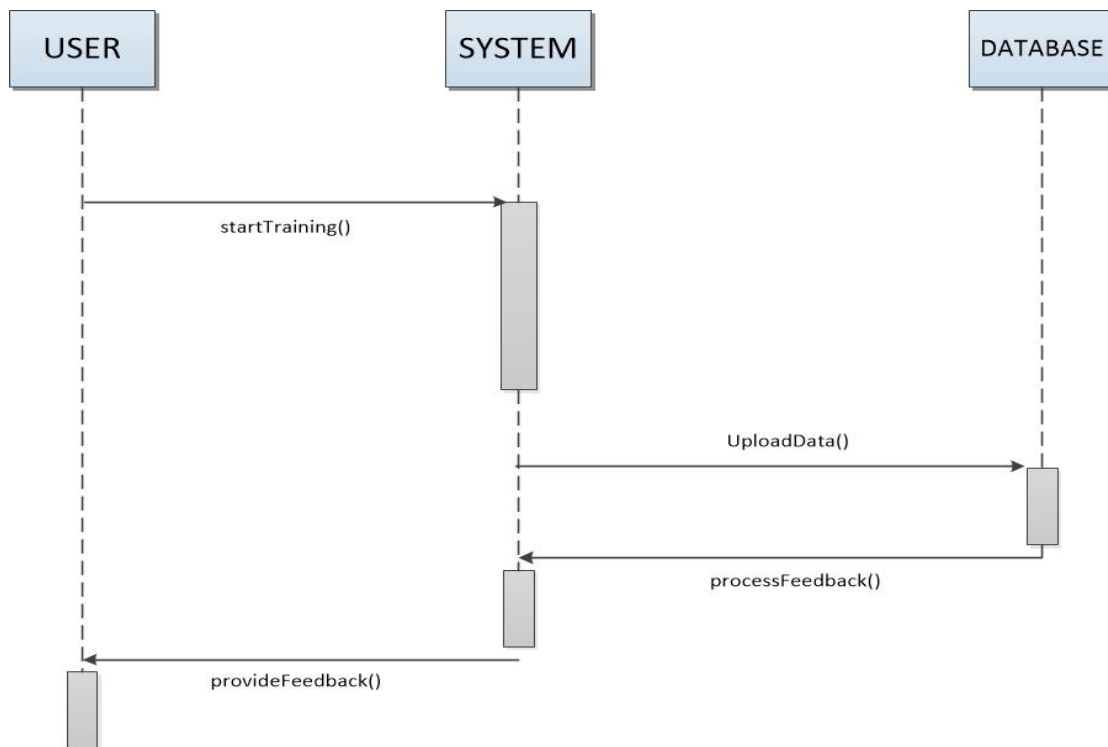 USER
SYSTEM
DATABASE
startTraining()
UploadData()
processFeedback()
provideFeedback()